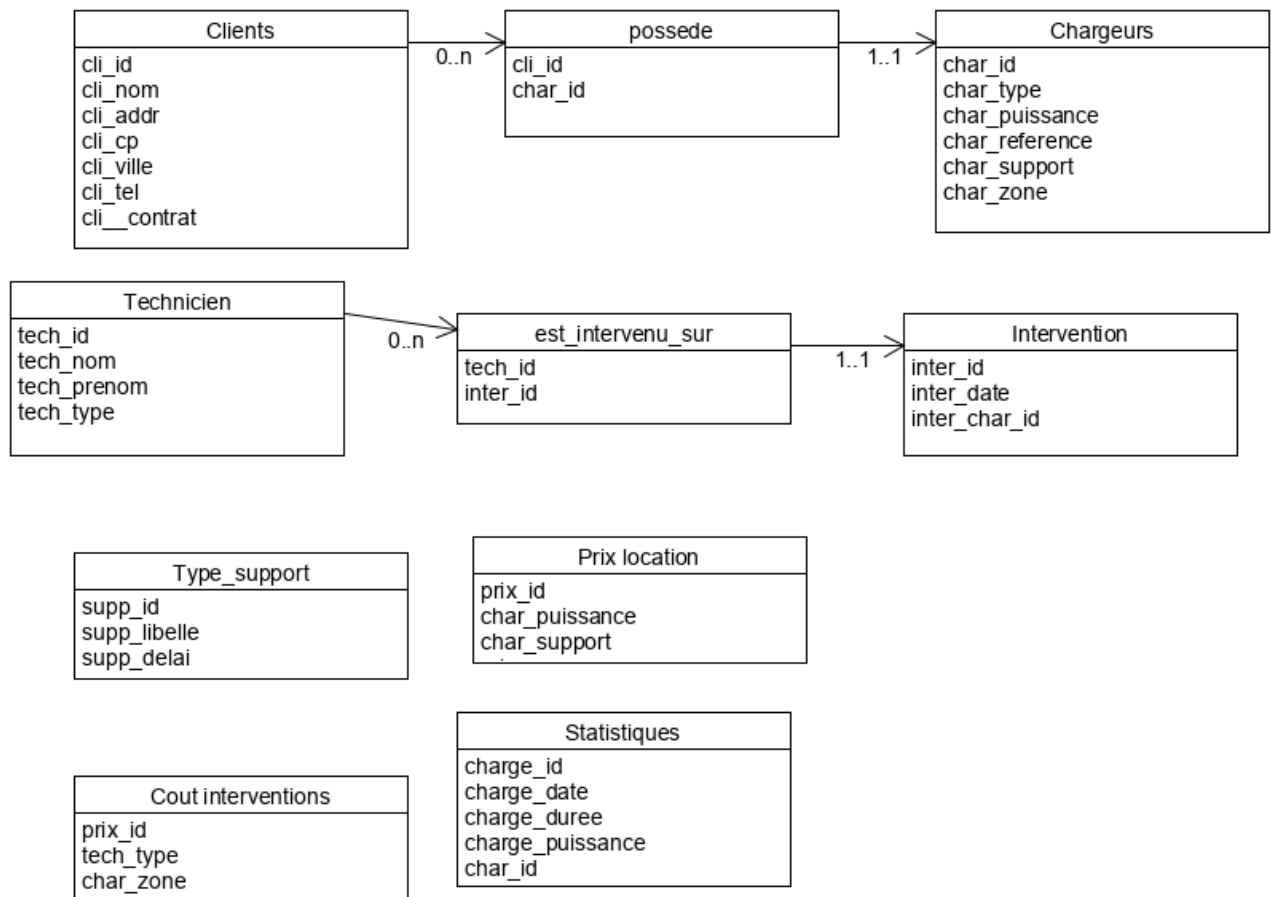 Clients
cli_id
cli_nom
cli_addr
cli_cp
cli_ville
cli_tel
cli__contrat
0..n
possede
cli_id
char_id
1..1
Chargeurs
char_id
char_type
char_puissance
char_reference
char_support
char_zone
Technicien
tech_id
tech_nom
tech_prenom
tech_type
0..n
est_intervenu_sur
tech_id
inter_id
1..1
Intervention
inter_id
inter_date
inter_char_id
Type_support
supp_id
supp_libelle
supp_delai
Prix location
prix_id
char_puissance
char_support
Statistiques
charge_id
charge_date
charge_duree
charge_puissance
char_id
Cout interventions
prix_id
tech_type
char_zone